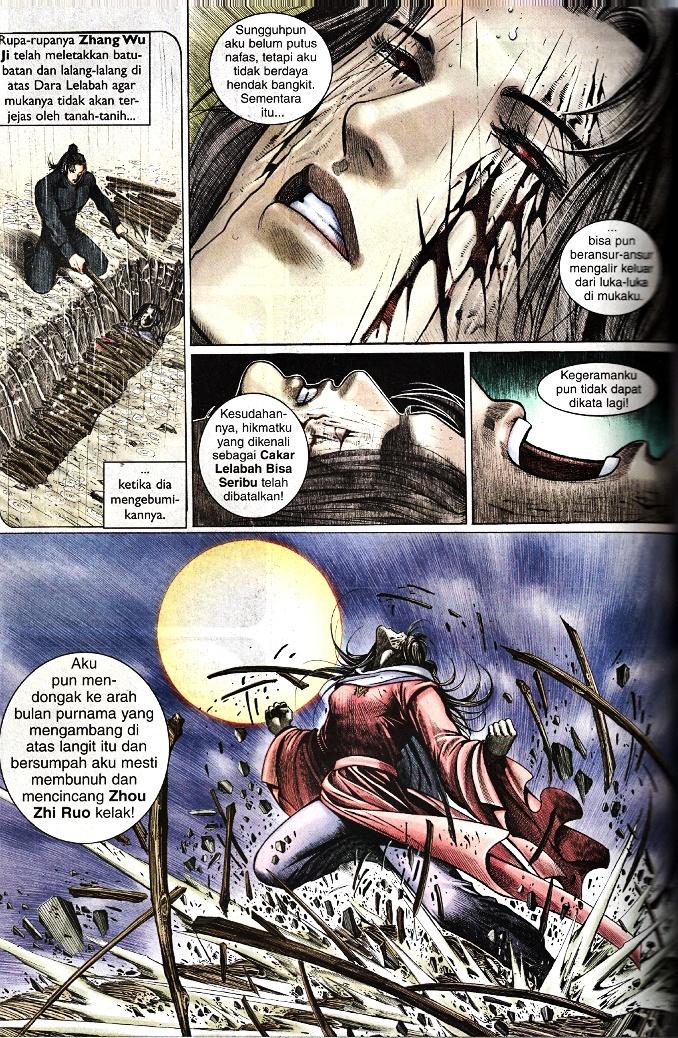 Rupa-rupanya Zhang Wu
Ji telah meletakkan batu-
batan dan lalang-lalang di
atas Dara Lelabah agar
mukanya tidak akan ter-
jejas oleh tanah-tanih...
...
ketika dia
mengebumi-
kannya.
Sungguhpun
aku belum putus
nafas, tetapi aku
tidak berdaya
hendak bangkit.
Sementara
itu...
...
bisa pun
beransur-ansur
mengalir keluar
dari luka-luka
di mukaku.
Kesudahan-
nya, hikmatku
yang dikenali
sebagai Cakar
Lelabah Bisa
Seribu telah
dibatalkan!
Kegeramanku
pun tidak dapat
dikata lagi!
Aku
pun men-
dongak ke arah
bulan purnama yang
mengambang di
atas langit itu dan
bersumpah aku mesti
membunuh dan
mencincang Zhou
Zhi Ruo kelak!